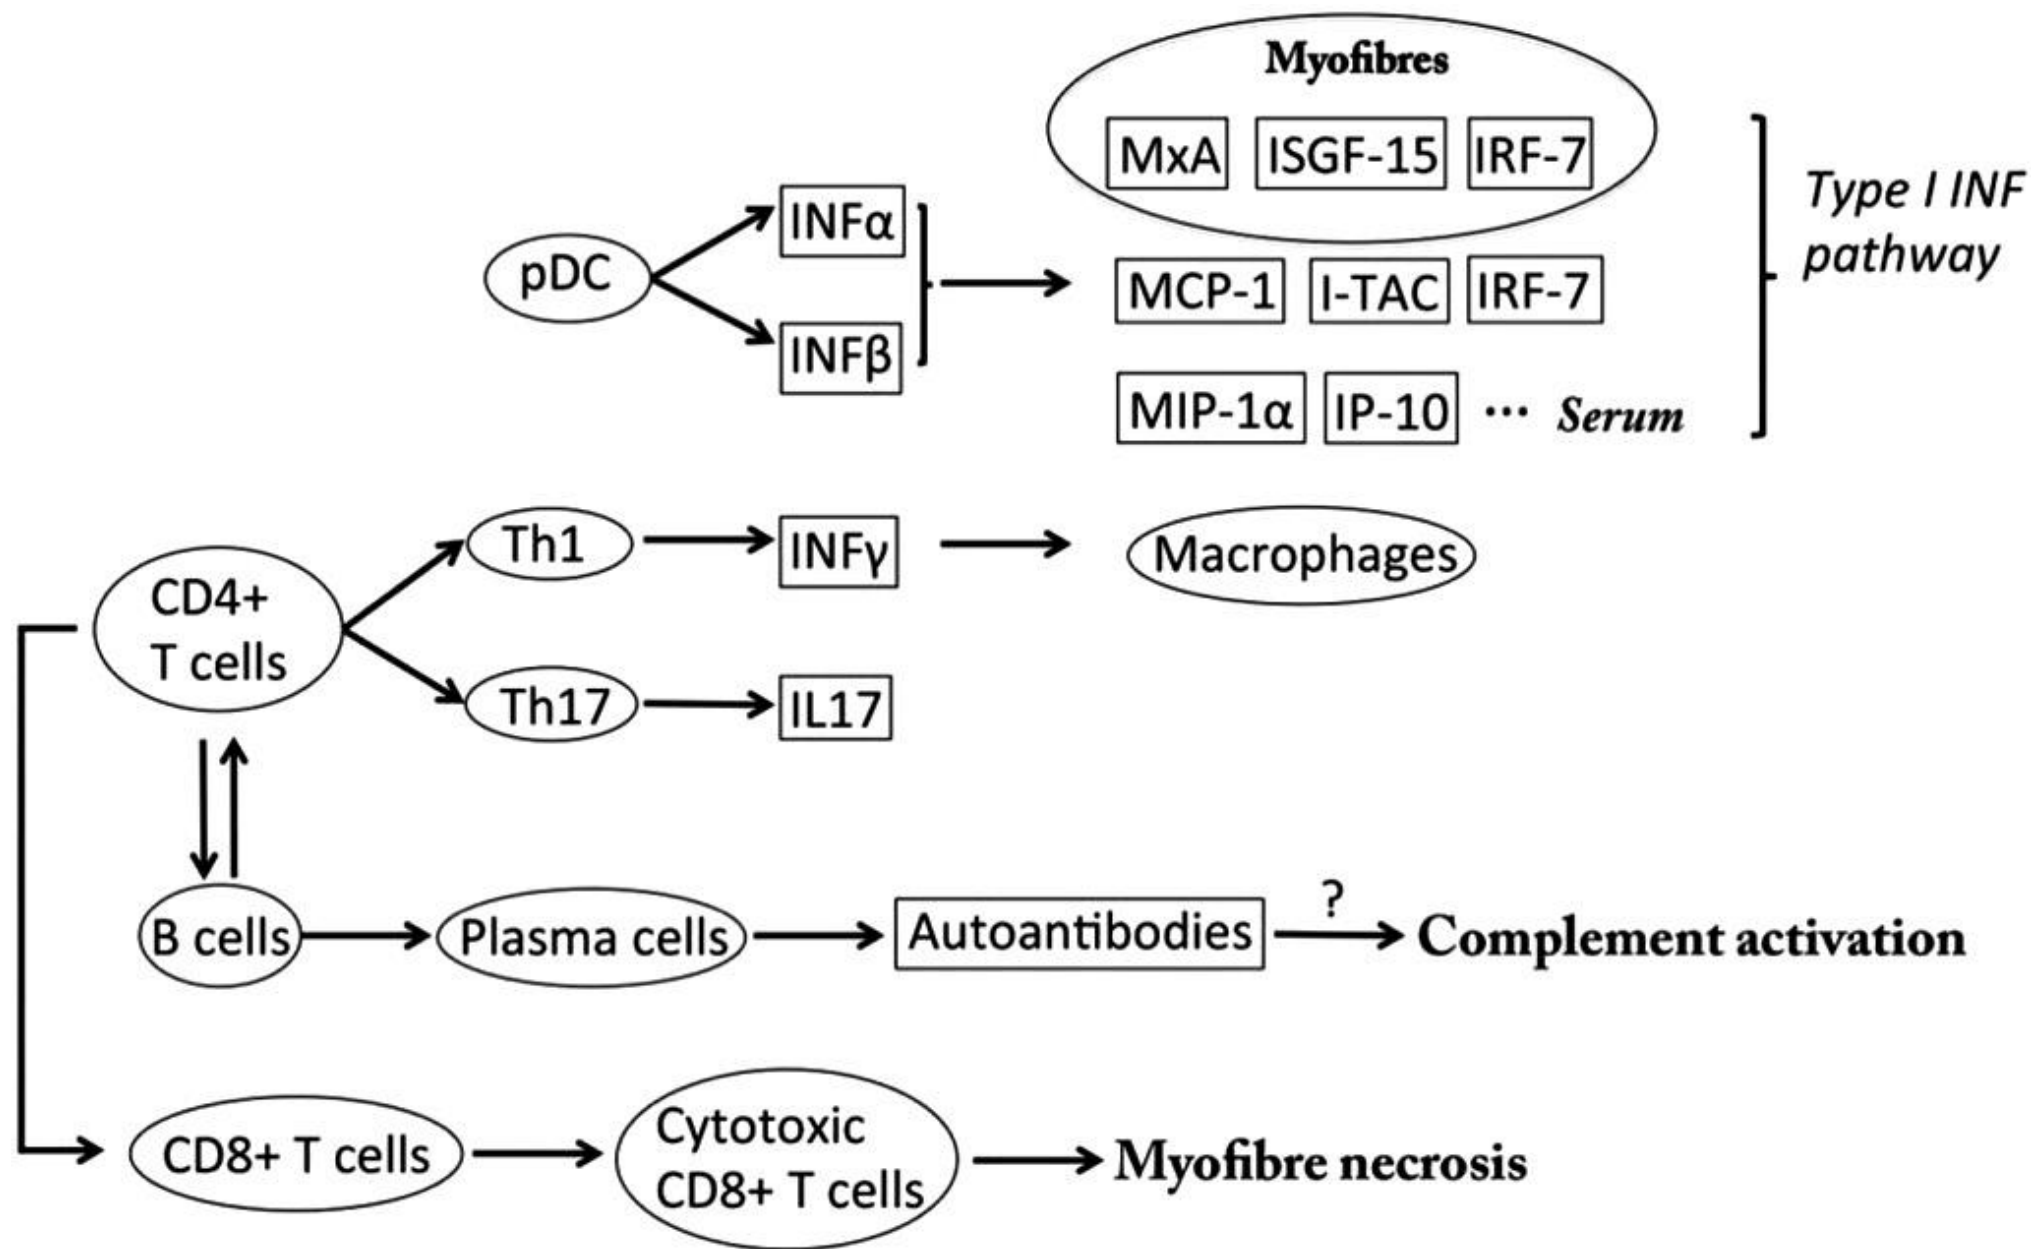 Myofibres
MxA ISGF-15 IRF-7
Type I INF
pathway
INFα
pDC
INFβ
MCP-1 I-TAC IRF-7
MIP-1α IP-10 ... Serum
Th1 INFγ Macrophages
CD4+
T cells
Th17 IL17
B cells Plasma cells Autoantibodies ? Complement activation
CD8+ T cells
Cytotoxic
CD8+ T cells
Myofibre necrosis